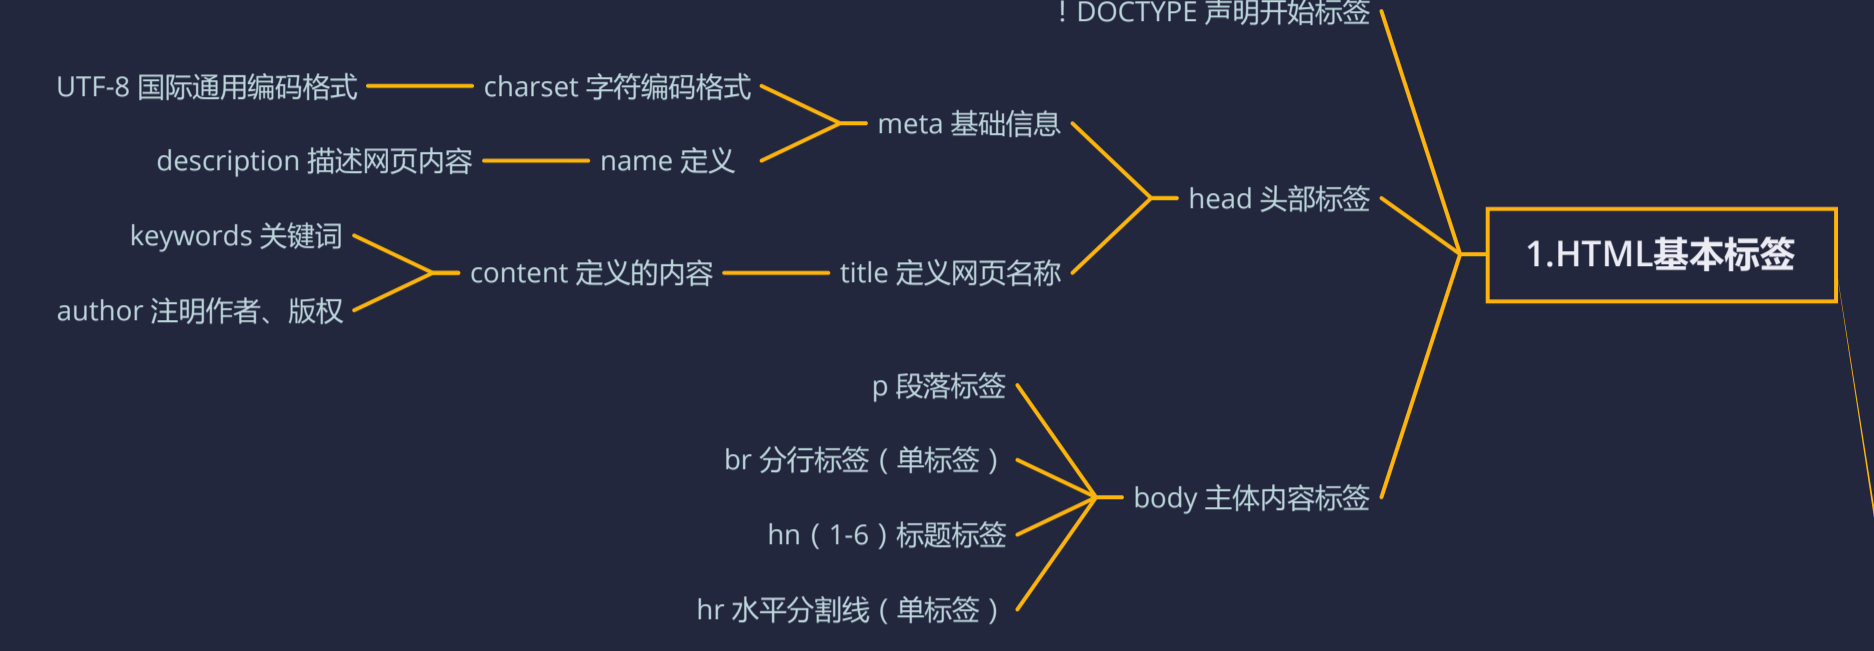 ！DOCTYPE 声明开始标签
UTF-8 国际通用编码格式
charset 字符编码格式
meta 基础信息
description 描述网页内容
name 定义
head 头部标签
keywords 关键词
content 定义的内容
title 定义网页名称
1.HTML基本标签
author 注明作者、版权
p 段落标签
br 分行标签（单标签）
body 主体内容标签
hn（1-6）标题标签
hr 水平分割线（单标签）